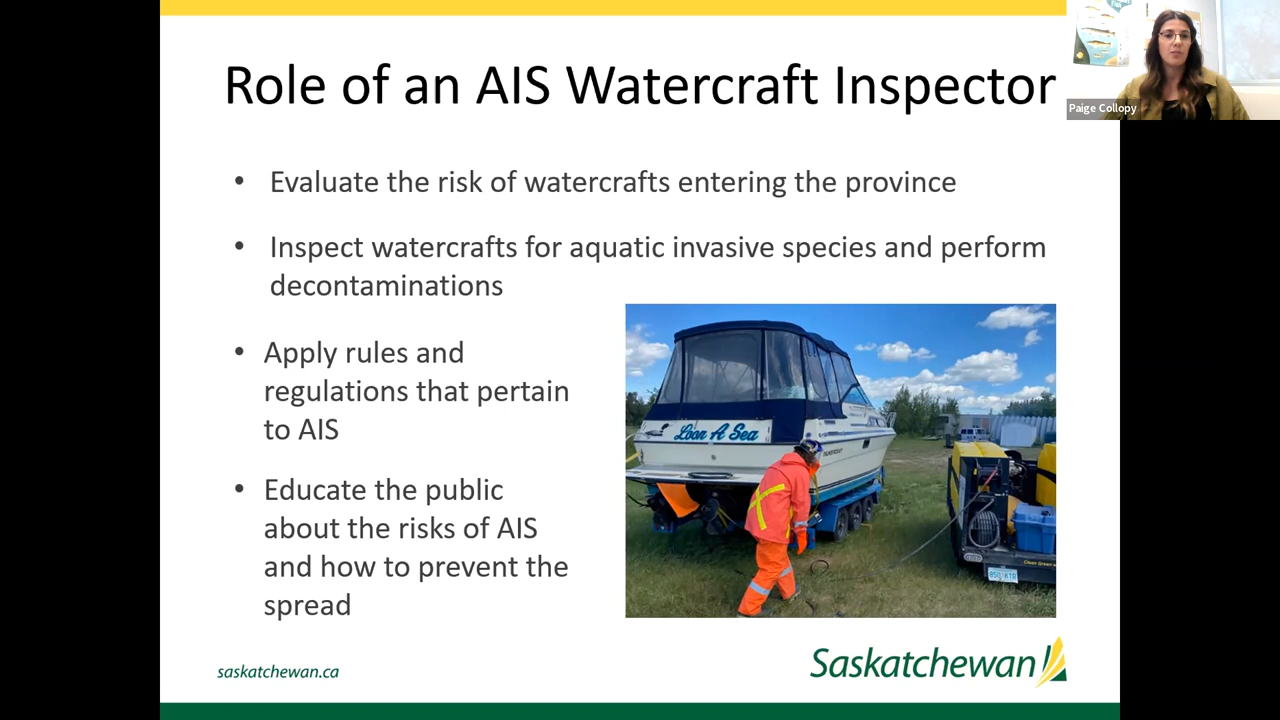 Role of an AIS Watercraft Inspector
Paige Collopy
• Evaluate the risk of watercrafts entering the province
• Inspect watercrafts for aquatic invasive species and perform
decontaminations
• Apply rules and
regulations that pertain
to AIS
• Educate the public
about the risks of AIS
and how to prevent the
spread
Loon A Sea
saskatchewan.ca
Saskatchewan